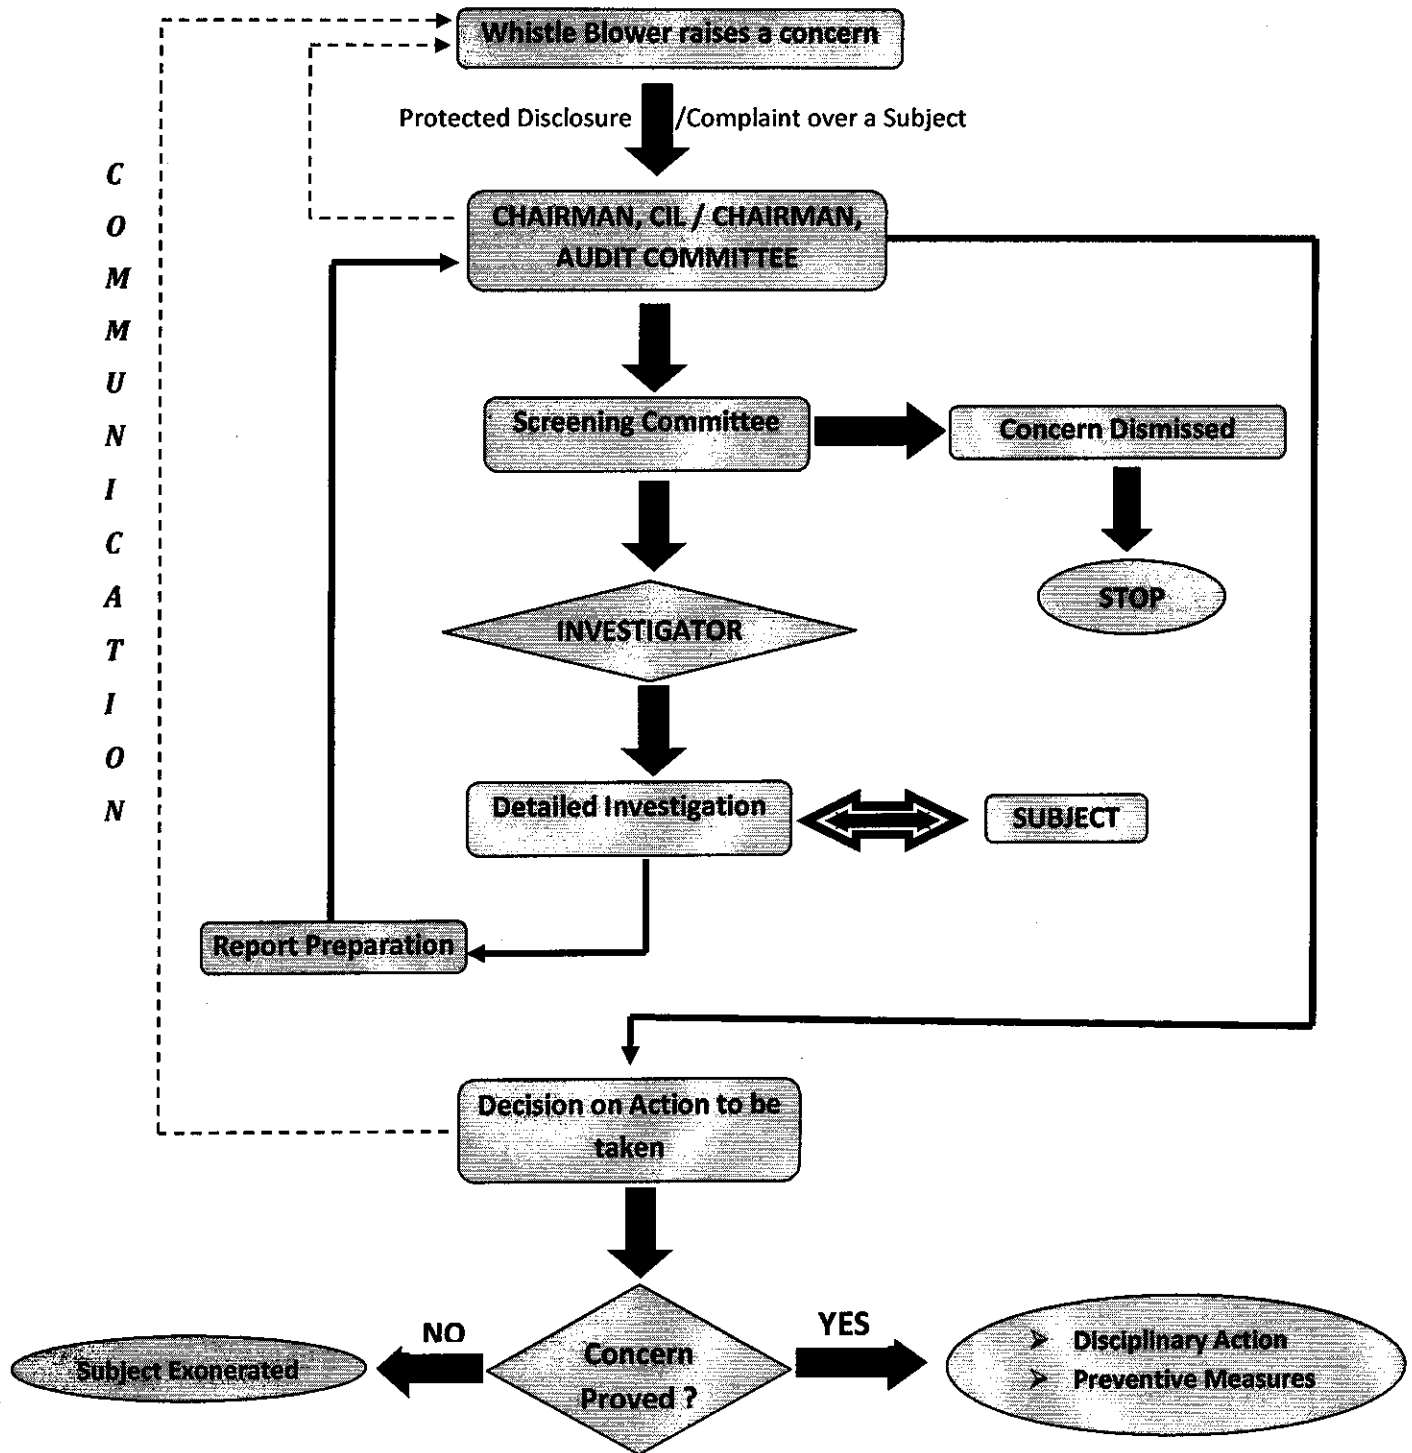 Whistle Blower raises a concern
Protected Disclosure /Complaint over a Subject
CHAIRMAN, CIL / CHAIRMAN,
AUDIT COMMITTEE
COMMUNICATION
Screening Committee
Concern Dismissed
STOP
INVESTIGATOR
Detailed Investigation
SUBJECT
Report Preparation
Decision on Action to be
taken
NO
YES
Concern
Proved ?
Subject Exonerated
➢ Disciplinary Action
➢ Preventive Measures